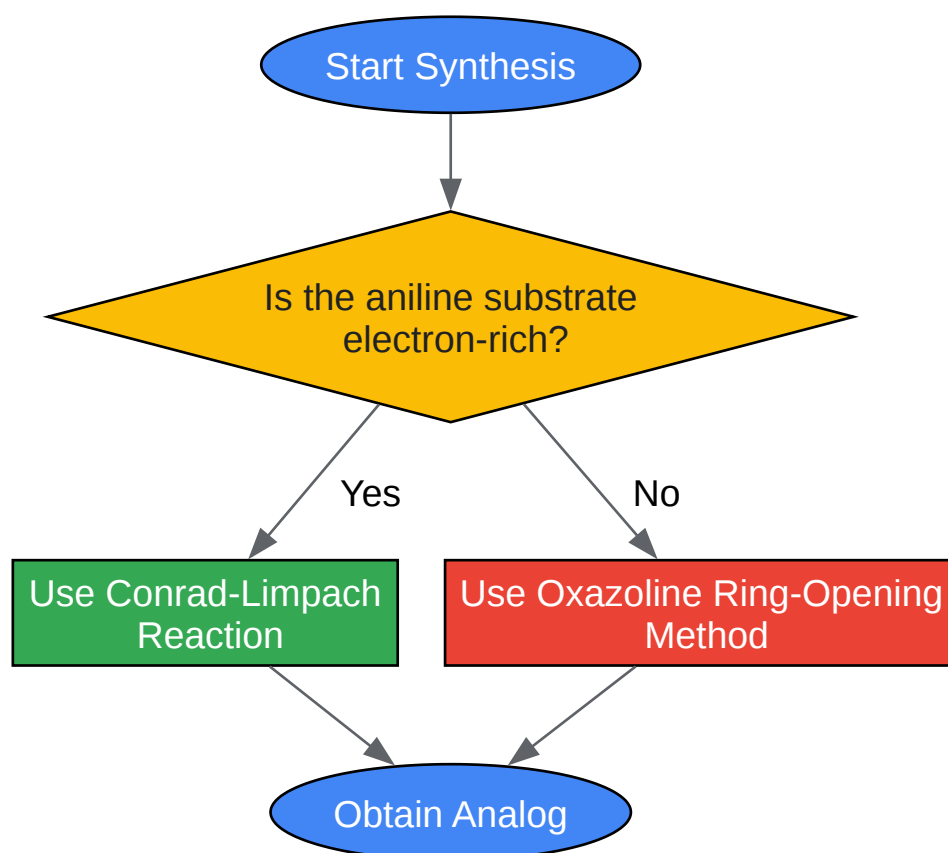 Start Synthesis
Is the aniline substrate
electron-rich?
Yes
No
Use Conrad-Limpach
Reaction
Use Oxazoline Ring-Opening
Method
Obtain Analog